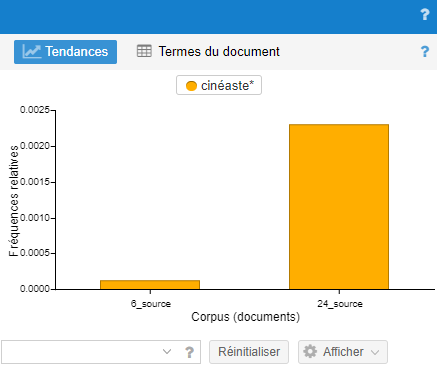 ?
Tendances
Termes du document
?
cinéaste*
0.0025
0.0020
0.0015
0.0010
0.0005
0.0000
Fréquences relatives
6_source
24_source
Corpus (documents)
?
Réinitialiser
Afficher